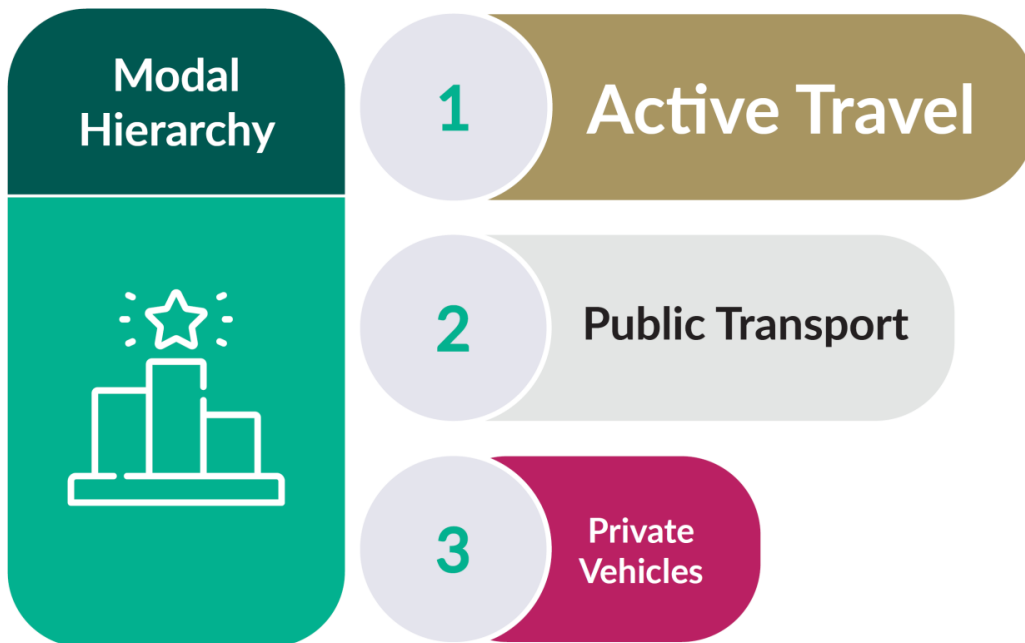 Modal
Hierarchy
1
Active Travel
2
Public Transport
3
Private
Vehicles